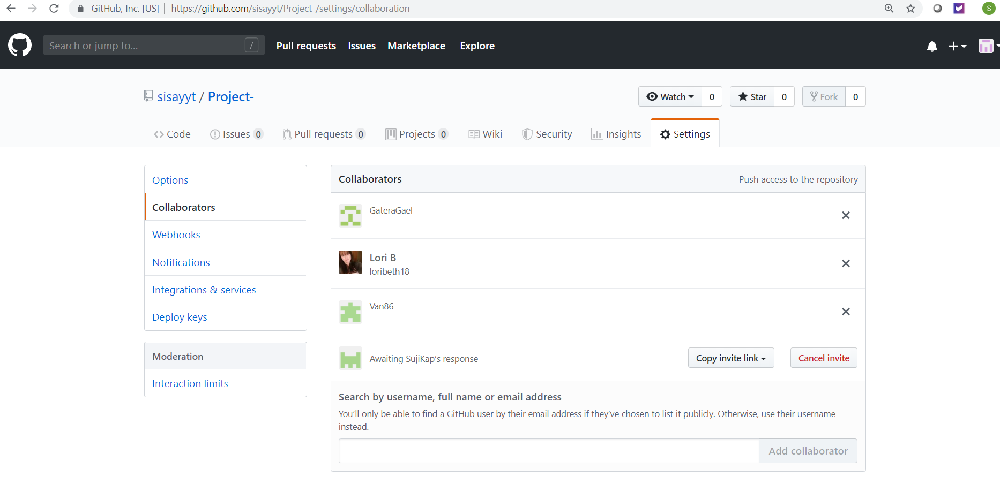 GitHub, Inc. [US] | https://github.com/sisayyt/Project-/settings/collaboration
S
Search or jump to... /
Pull requests Issues Marketplace Explore
sisayyt / Project-
Watch 0 Star 0 Fork 0
Code Issues 0 Pull requests 0 Projects 0 Wiki Security Insights Settings
Options
Collaborators
Webhooks
Notifications
Integrations & services
Deploy keys
Moderation
Interaction limits
Collaborators Push access to the repository
GateraGael
Lori B
loribeth18
Van86
Awaiting SujiKap’s response Copy invite link Cancel invite
Search by username, full name or email address
You’ll only be able to find a GitHub user by their email address if they’ve chosen to list it publicly. Otherwise, use their username
instead.
Add collaborator